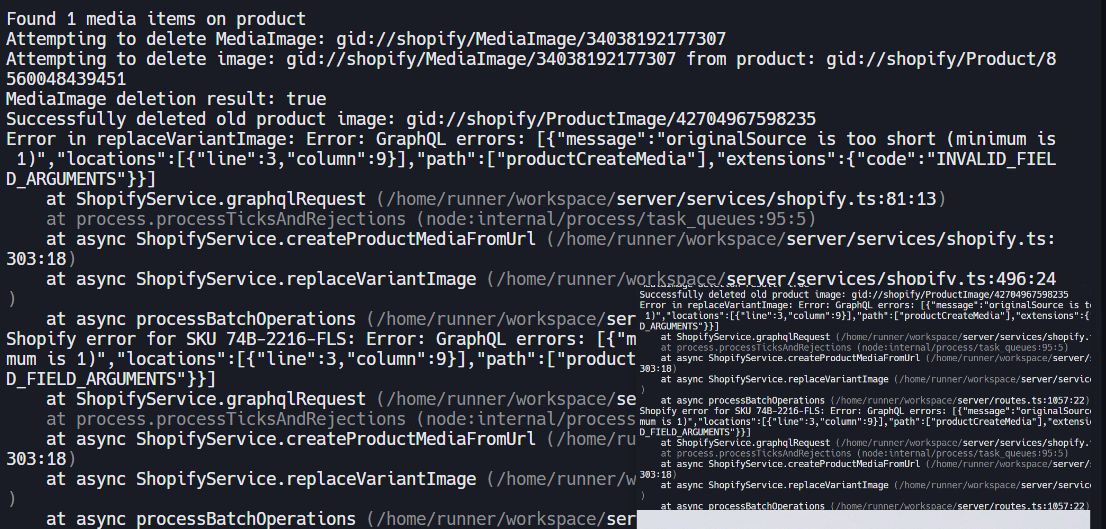 Found 1 media items on product
Attempting to delete MediaImage: gid://shopify/MediaImage/34038192177307
Attempting to delete image: gid://shopify/MediaImage/34038192177307 from product: gid://shopify/Product/8
560048439451
MediaImage deletion result: true
Successfully deleted old product image: gid://shopify/ProductImage/42704967598235
Error in replaceVariantImage: Error: GraphQL errors: [{"message":"originalSource is too short (minimum is
 1)","locations":[{"line":3,"column":9}],"path":["productCreateMedia"],"extensions":{"code":"INVALID_FIEL
D_ARGUMENTS"}}]
    at ShopifyService.graphqlRequest (/home/runner/workspace/server/services/shopify.ts:81:13)
    at process.processTicksAndRejections (node:internal/process/task_queues:95:5)
    at async ShopifyService.createProductMediaFromUrl (/home/runner/workspace/server/services/shopify.ts:
303:18)
    at async ShopifyService.replaceVariantImage (/home/runner/workspace/server/services/shopify.ts:496:24
)
    at async processBatchOperations (/home/runner/workspace/ser
Shopify error for SKU 74B-2216-FLS: Error: GraphQL errors: [{"m
mum is 1)","locations":[{"line":3,"column":9}],"path":["product
D_FIELD_ARGUMENTS"}}]
    at ShopifyService.graphqlRequest (/home/runner/workspace/se
    at process.processTicksAndRejections (node:internal/process
    at async ShopifyService.createProductMediaFromUrl (/home/ru
303:18)
    at async ShopifyService.replaceVariantImage (/home/runner/w
)
    at async processBatchOperations (/home/runner/workspace/ser
Successfully deleted old product image: gid://shopify/ProductImage/42704967598235
Error in replaceVariantImage: Error: GraphQL errors: [{"message":"originalSource is to
 1)","locations":[{"line":3,"column":9}],"path":["productCreateMedia"],"extensions":{
D_ARGUMENTS"}}]
    at ShopifyService.graphqlRequest (/home/runner/workspace/server/services/shopify.
    at process.processTicksAndRejections (node:internal/process/task_queues:95:5)
    at async ShopifyService.createProductMediaFromUrl (/home/runner/workspace/server/s
303:18)
    at async ShopifyService.replaceVariantImage (/home/runner/workspace/server/service
)
    at async processBatchOperations (/home/runner/workspace/server/routes.ts:1057:22)
Shopify error for SKU 74B-2216-FLS: Error: GraphQL errors: [{"message":"originalSource
mum is 1)","locations":[{"line":3,"column":9}],"path":["productCreateMedia"],"extensio
D_FIELD_ARGUMENTS"}}]
    at ShopifyService.graphqlRequest (/home/runner/workspace/server/services/shopify.
    at process.processTicksAndRejections (node:internal/process/task_queues:95:5)
    at async ShopifyService.createProductMediaFromUrl (/home/runner/workspace/server/s
303:18)
    at async ShopifyService.replaceVariantImage (/home/runner/workspace/server/service
)
    at async processBatchOperations (/home/runner/workspace/server/routes.ts:1057:22)